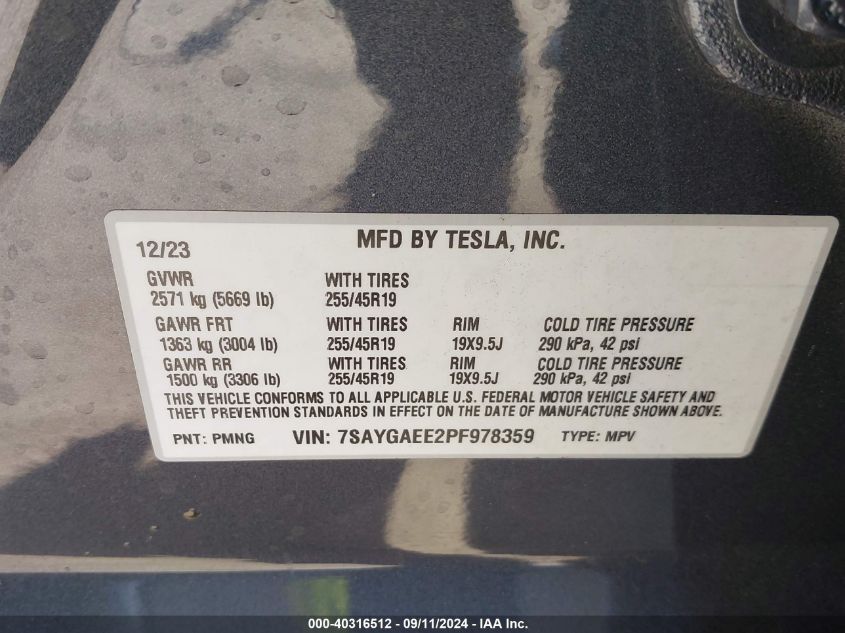 12/23 MFD BY TESLA, INC.
GVWR WITH TIRES
2571 kg (5669 lb) 255/45R19
GAWR FRT WITH TIRES RIM COLD TIRE PRESSURE
1363 kg (3004 lb) 255/45R19 19X9.5J 290 kPa, 42 psi
GAWR RR WITH TIRES RIM COLD TIRE PRESSURE
1500 kg (3306 lb) 255/45R19 19X9.5J 290 kPa, 42 psi
THIS VEHICLE CONFORMS TO ALL APPLICABLE U.S. FEDERAL MOTOR VEHICLE SAFETY AND
THEFT PREVENTION STANDARDS IN EFFECT ON THE DATE OF MANUFACTURE SHOWN ABOVE.
PNT: PMNG VIN: 7SAYGAEE2PF978359 TYPE: MPV
000-40316512 - 09/11/2024 - IAA Inc.